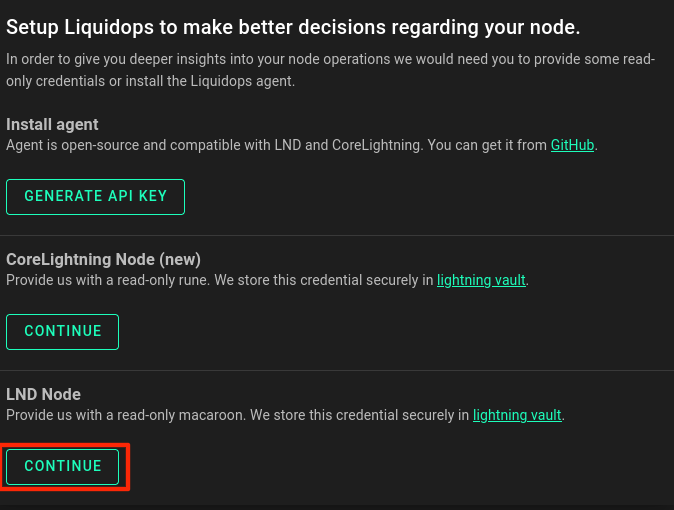 Setup Liquidops to make better decisions regarding your node.
In order to give you deeper insights into your node operations we would need you to provide some read-
only credentials or install the Liquidops agent.
Install agent
Agent is open-source and compatible with LND and CoreLightning. You can get it from GitHub.
GENERATE API KEY
CoreLightning Node (new)
Provide us with a read-only rune. We store this credential securely in lightning vault.
CONTINUE
LND Node
Provide us with a read-only macaroon. We store this credential securely in lightning vault.
CONTINUE